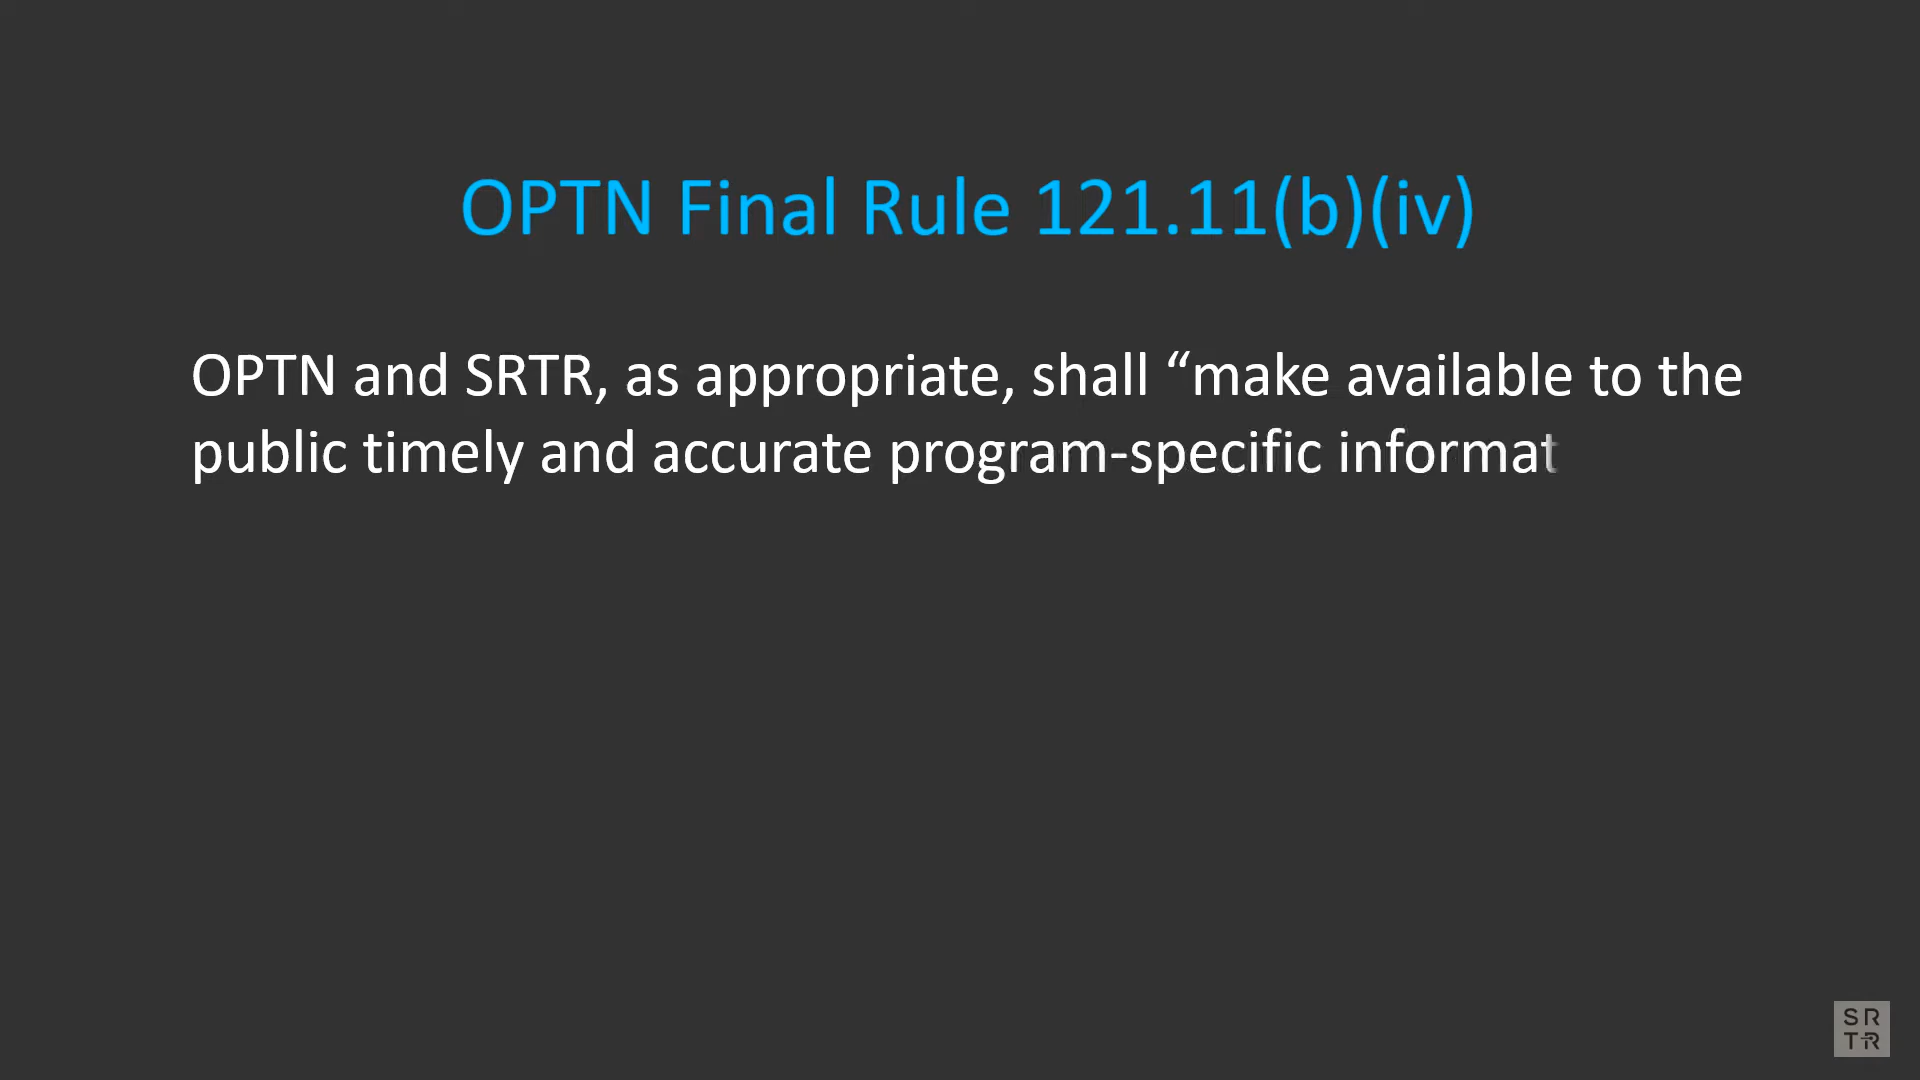 OPTN Final Rule 121.11(b)(iv)
OPTN and SRTR, as appropriate, shall “make available to the
public timely and accurate program-specific informat
SR
TR